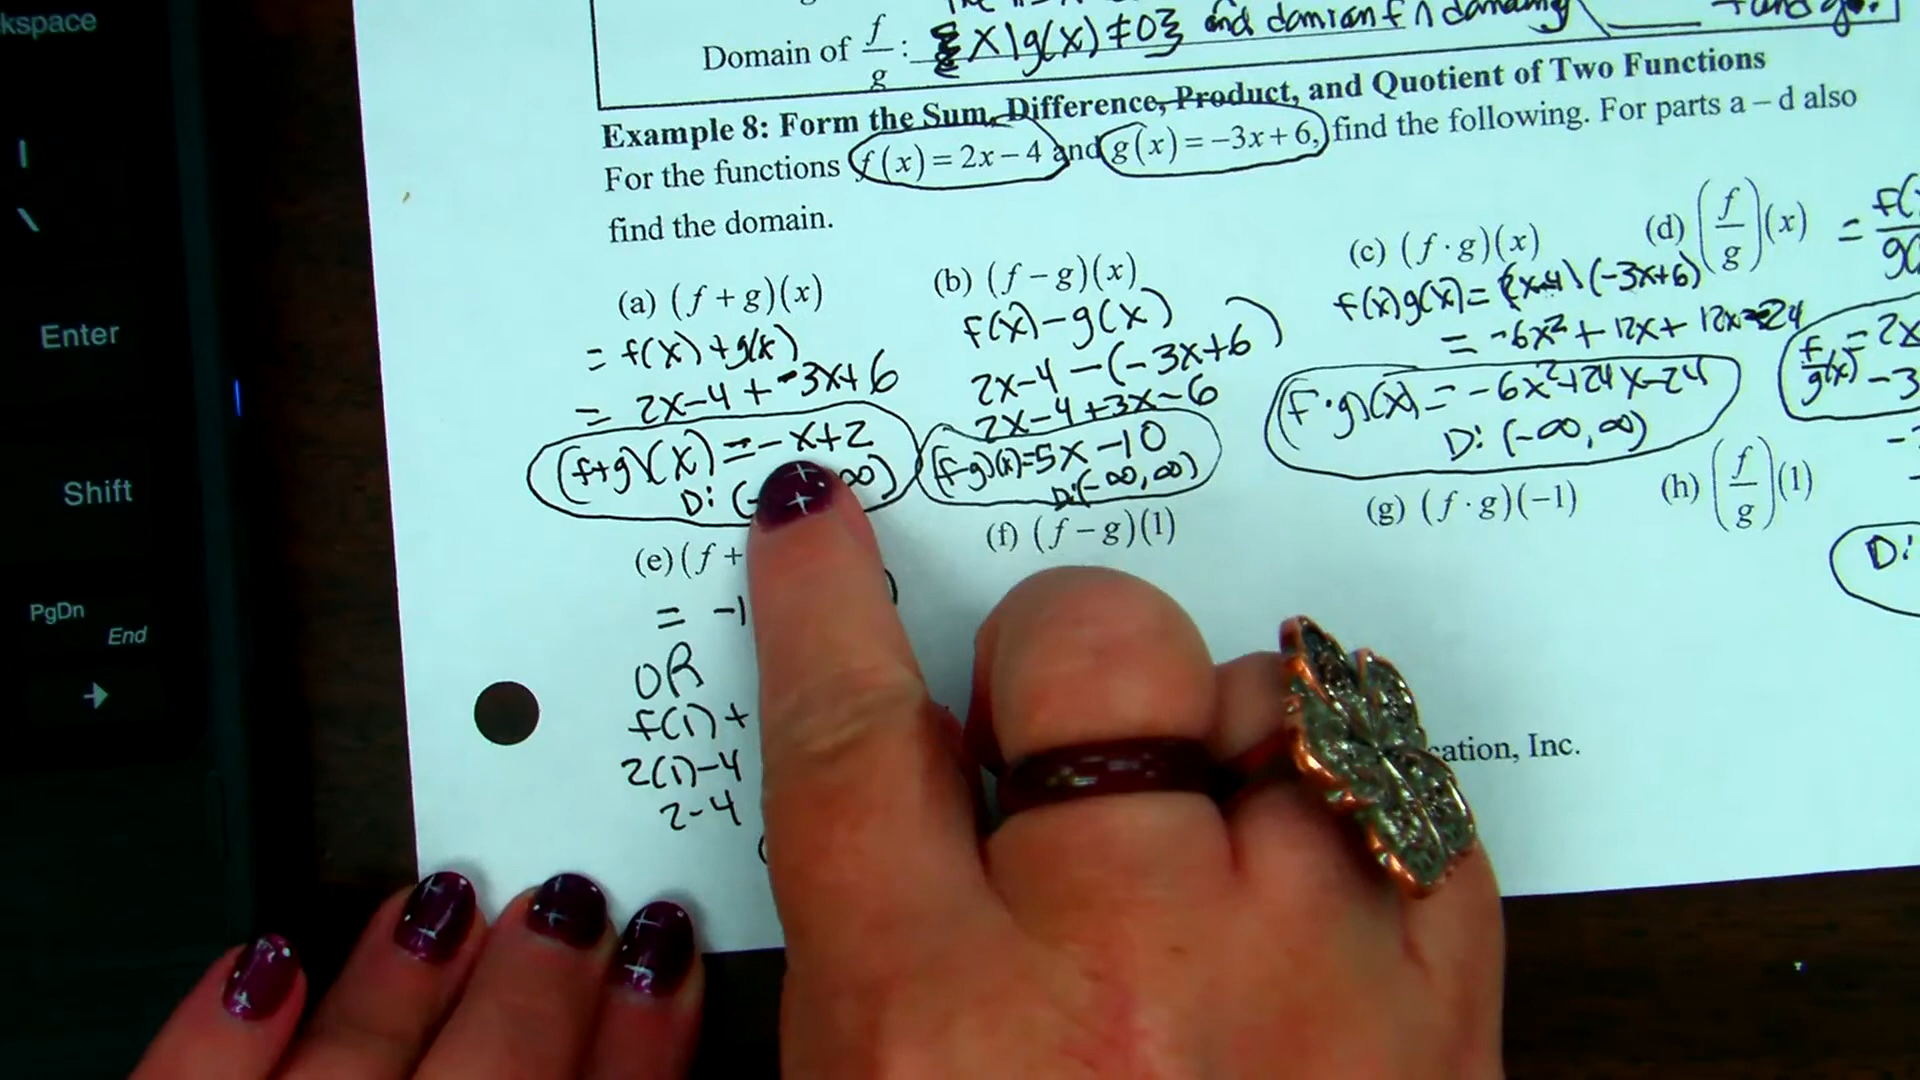 kspace
|
\
Enter
Shift
PgDn
End
Domain of f/g : {x|g(x)≠0} and domian f ∩ domain g
Example 8: Form the Sum, Difference, Product, and Quotient of Two Functions
For the functions f(x) = 2x − 4 and g(x) = −3x + 6, find the following. For parts a – d also
find the domain.
(a) (f + g)(x)
= f(x) + g(x)
= 2x-4 + -3x+6
(f+g)(x) = -x+2
D: (- ∞)
(b) (f − g)(x)
f(x) - g(x)
2x-4 - (-3x+6)
2x-4+3x-6
(f-g)(x)=5x-10
D:(-∞,∞)
(c) (f · g)(x)
f(x)g(x) = (2x-4)(-3x+6)
= -6x²+12x+12x-24
(f·g)(x) = -6x²+24x-24
D: (-∞,∞)
(d) (f/g)(x) = f(
g(
f/g(x) = 2x
-3
(e) (f +
= -1
OR
f(1) +
2(1)-4
2-4
(f) (f − g)(1)
(g) (f · g)(−1)
(h) (f/g)(1)
D:
cation, Inc.